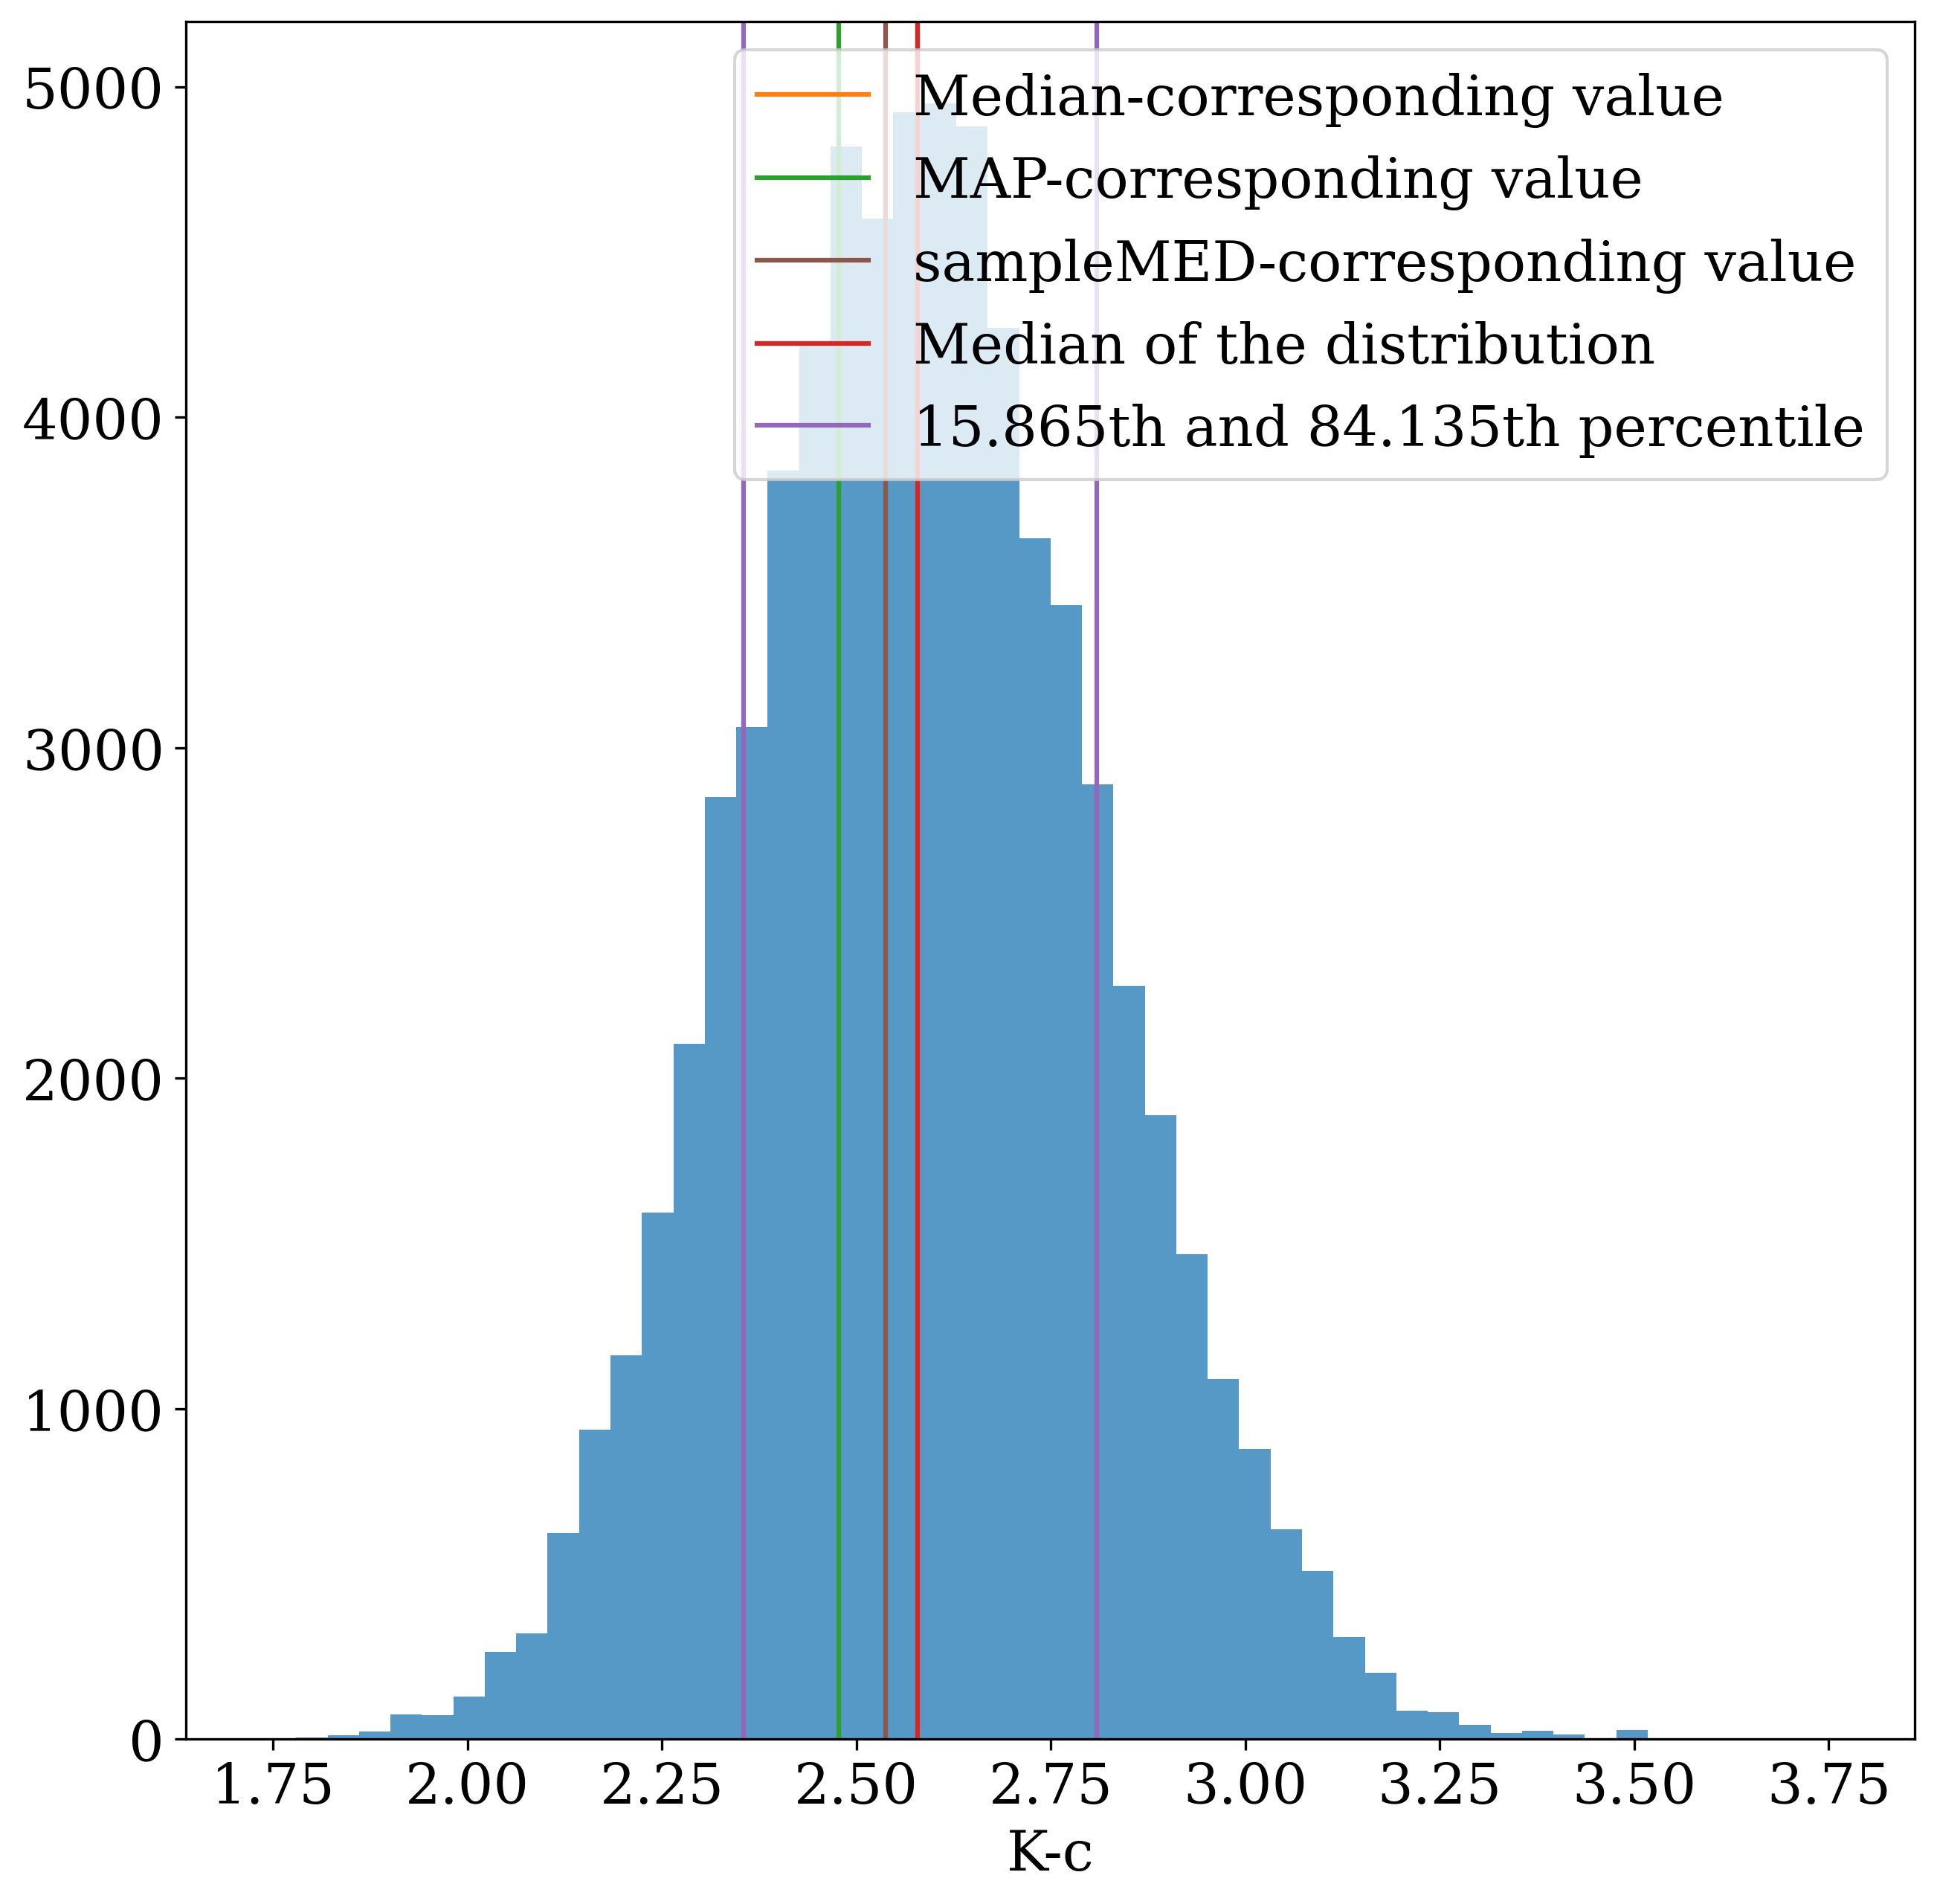 5000
4000
3000
2000
1000
0
Median-corresponding value
MAP-corresponding value
sampleMED-corresponding value
Median of the distribution
15.865th and 84.135th percentile
1.75 2.00 2.25 2.50 2.75 3.00 3.25 3.50 3.75
K-c